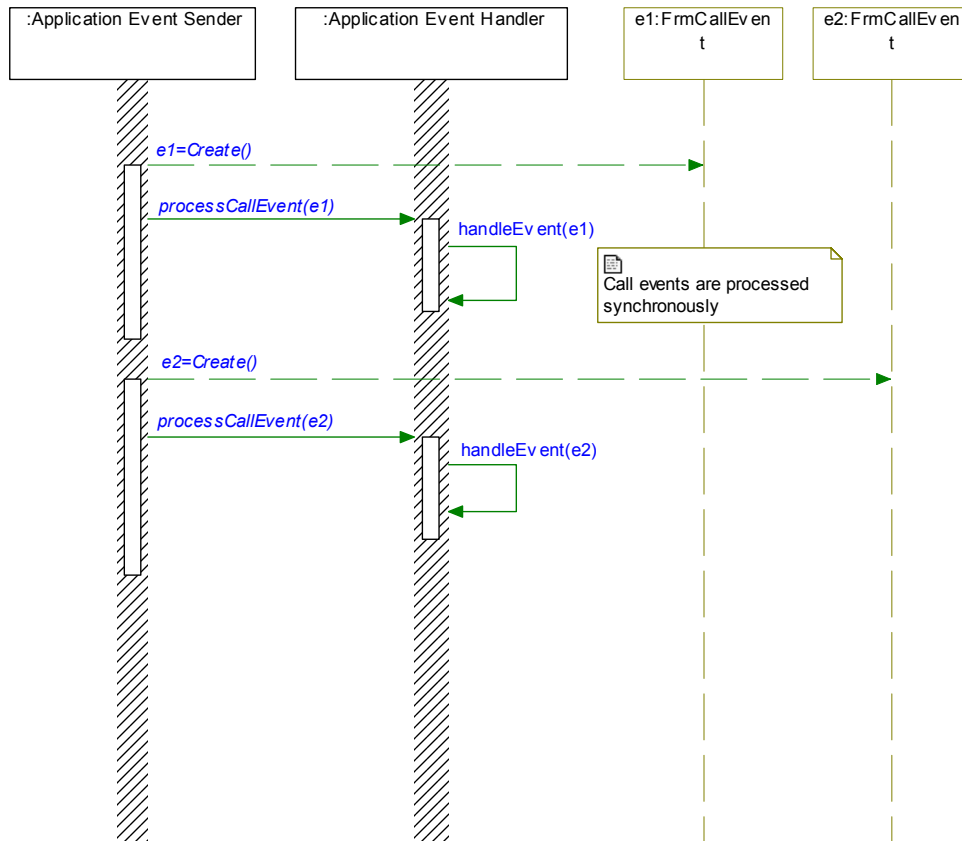 :Application Event Sender
:Application Event Handler
e1:FrmCallEven
t
e2:FrmCallEven
t
e1=Create()
processCallEvent(e1)
handleEvent(e1)
Call events are processed
synchronously
e2=Create()
processCallEvent(e2)
handleEvent(e2)